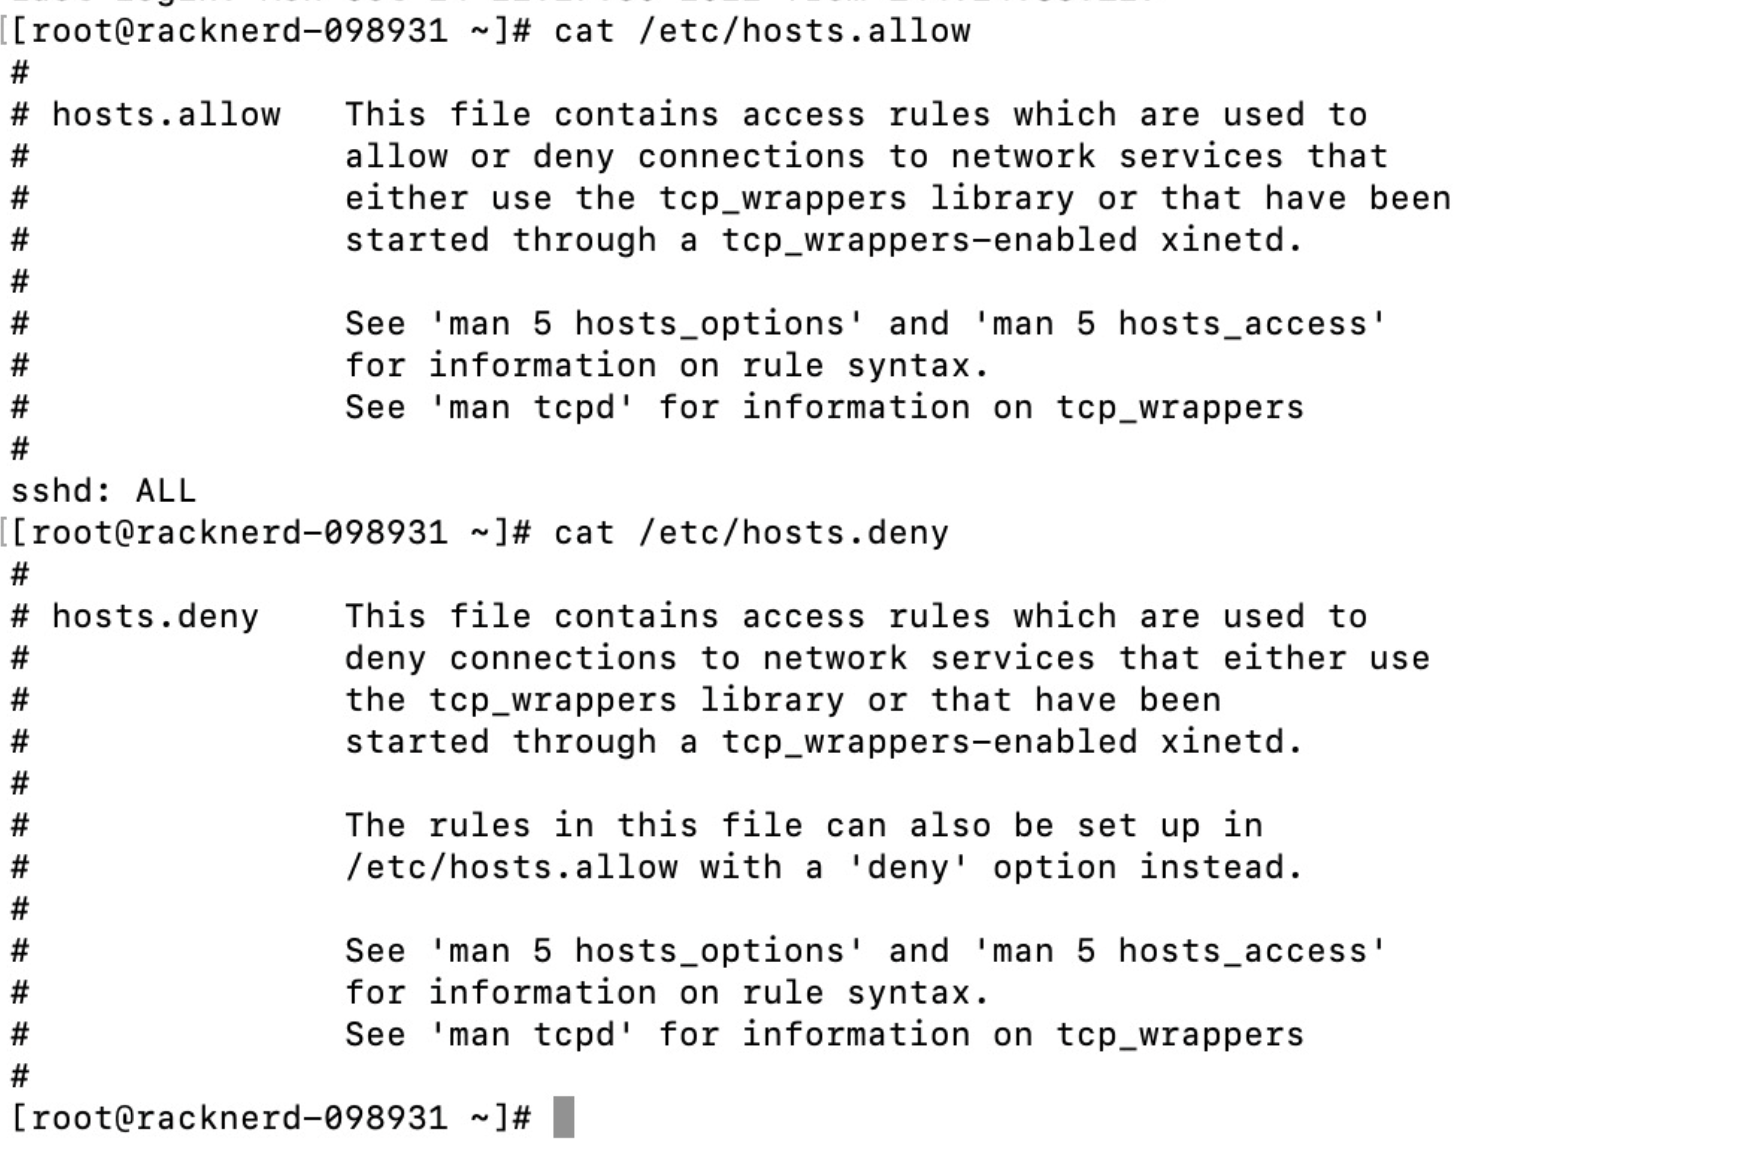 [[root@racknerd-098931 ~]# cat /etc/hosts.allow
#
# hosts.allow   This file contains access rules which are used to
#               allow or deny connections to network services that
#               either use the tcp_wrappers library or that have been
#               started through a tcp_wrappers-enabled xinetd.
#
#               See 'man 5 hosts_options' and 'man 5 hosts_access'
#               for information on rule syntax.
#               See 'man tcpd' for information on tcp_wrappers
#
sshd: ALL
[[root@racknerd-098931 ~]# cat /etc/hosts.deny
#
# hosts.deny    This file contains access rules which are used to
#               deny connections to network services that either use
#               the tcp_wrappers library or that have been
#               started through a tcp_wrappers-enabled xinetd.
#
#               The rules in this file can also be set up in
#               /etc/hosts.allow with a 'deny' option instead.
#
#               See 'man 5 hosts_options' and 'man 5 hosts_access'
#               for information on rule syntax.
#               See 'man tcpd' for information on tcp_wrappers
#
[root@racknerd-098931 ~]#